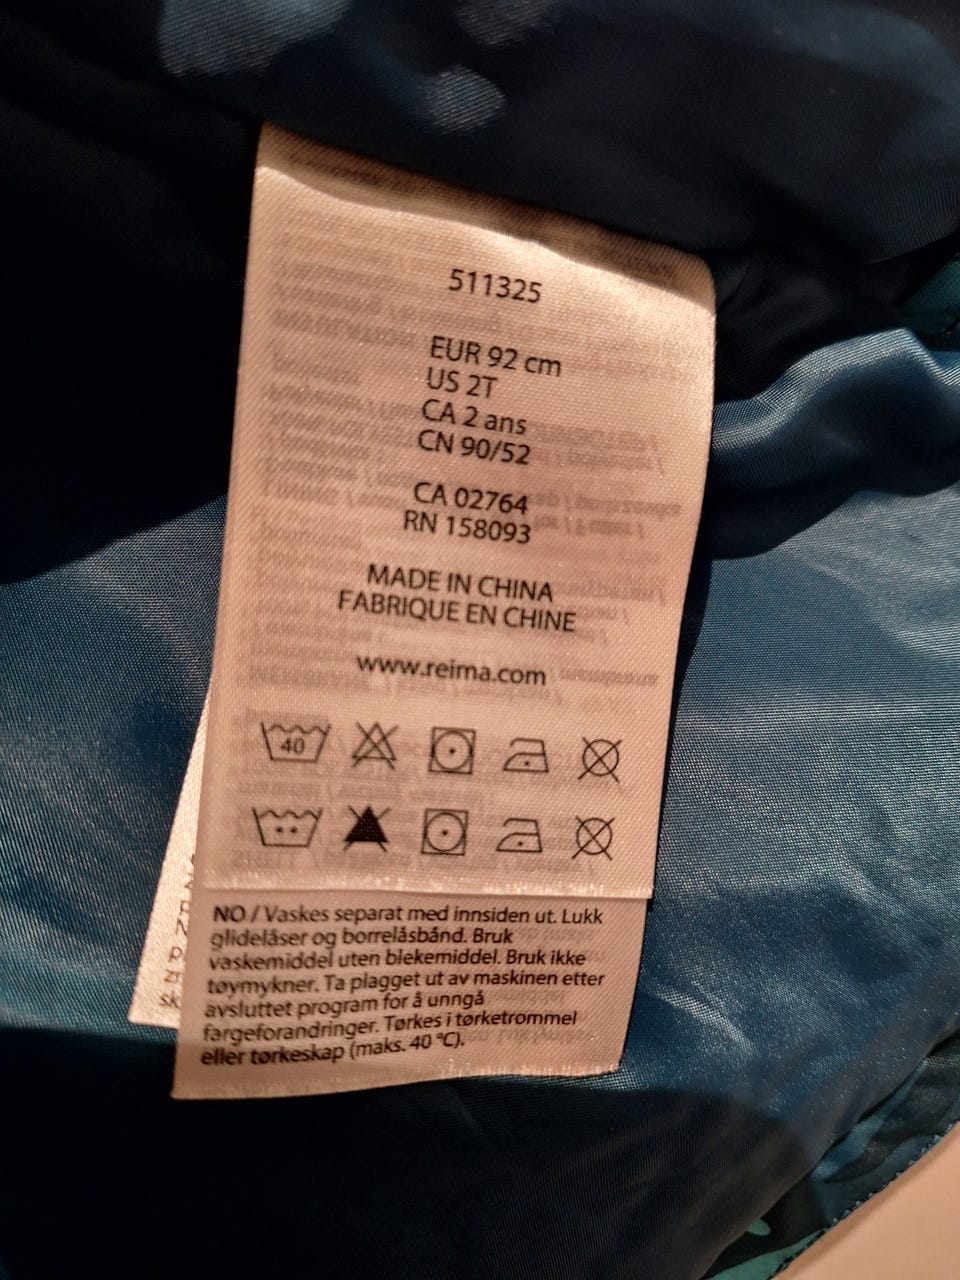 511325
EUR 92 cm
US 2T
CA 2 ans
CN 90/52
CA 02764
RN 158093
MADE IN CHINA
FABRIQUE EN CHINE
www.reima.com
40
NO / Vaskes separat med innsiden ut. Lukk
glidelåser og borrelåsbånd. Bruk
vaskemiddel uten blekemiddel. Bruk ikke
tøymykner. Ta plagget ut av maskinen etter
avsluttet program for å unngå
fargeforandringer. Tørkes i tørketrommel
eller tørkeskap (maks. 40 °C).